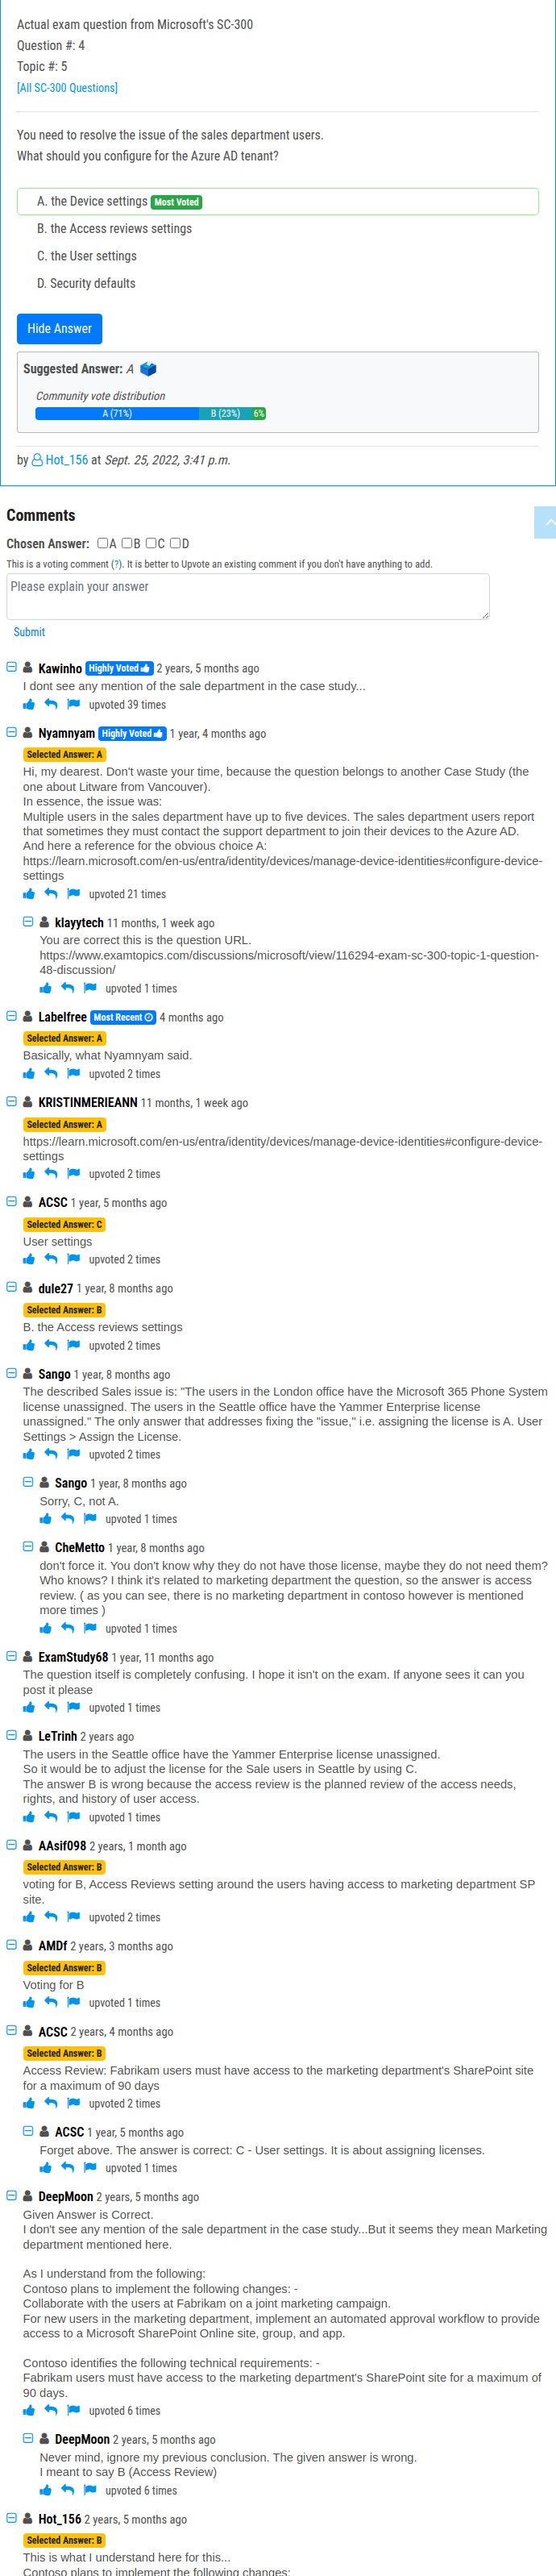 Actual exam question from Microsoft's SC-300
Question #: 4
Topic #: 5
[All SC-300 Questions]
You need to resolve the issue of the sales department users.
What should you configure for the Azure AD tenant?
A. the Device settings Most Voted
B. the Access reviews settings
C. the User settings
D. Security defaults
Hide Answer
Suggested Answer: A
Community vote distribution
A (71%) B (23%) 6%
by Hot_156 at Sept. 25, 2022, 3:41 p.m.
Comments
Chosen Answer: A B C D
This is a voting comment (?). It is better to Upvote an existing comment if you don't have anything to add.
Please explain your answer
Submit
Kawinho Highly Voted 2 years, 5 months ago
I dont see any mention of the sale department in the case study...
upvoted 39 times
Nyamnyam Highly Voted 1 year, 4 months ago
Selected Answer: A
Hi, my dearest. Don't waste your time, because the question belongs to another Case Study (the
one about Litware from Vancouver).
In essence, the issue was:
Multiple users in the sales department have up to five devices. The sales department users report
that sometimes they must contact the support department to join their devices to the Azure AD.
And here a reference for the obvious choice A:
https://learn.microsoft.com/en-us/entra/identity/devices/manage-device-identities#configure-device-
settings
upvoted 21 times
klayytech 11 months, 1 week ago
You are correct this is the question URL.
https://www.examtopics.com/discussions/microsoft/view/116294-exam-sc-300-topic-1-question-
48-discussion/
upvoted 1 times
Labelfree Most Recent 4 months ago
Selected Answer: A
Basically, what Nyamnyam said.
upvoted 2 times
KRISTINMERIEANN 11 months, 1 week ago
Selected Answer: A
https://learn.microsoft.com/en-us/entra/identity/devices/manage-device-identities#configure-device-
settings
upvoted 2 times
ACSC 1 year, 5 months ago
Selected Answer: C
User settings
upvoted 2 times
dule27 1 year, 8 months ago
Selected Answer: B
B. the Access reviews settings
upvoted 2 times
Sango 1 year, 8 months ago
The described Sales issue is: "The users in the London office have the Microsoft 365 Phone System
license unassigned. The users in the Seattle office have the Yammer Enterprise license
unassigned." The only answer that addresses fixing the "issue," i.e. assigning the license is A. User
Settings > Assign the License.
upvoted 2 times
Sango 1 year, 8 months ago
Sorry, C, not A.
upvoted 1 times
CheMetto 1 year, 8 months ago
don't force it. You don't know why they do not have those license, maybe they do not need them?
Who knows? I think it's related to marketing department the question, so the answer is access
review. ( as you can see, there is no marketing department in contoso however is mentioned
more times )
upvoted 1 times
ExamStudy68 1 year, 11 months ago
The question itself is completely confusing. I hope it isn't on the exam. If anyone sees it can you
post it please
upvoted 1 times
LeTrinh 2 years ago
The users in the Seattle office have the Yammer Enterprise license unassigned.
So it would be to adjust the license for the Sale users in Seattle by using C.
The answer B is wrong because the access review is the planned review of the access needs,
rights, and history of user access.
upvoted 1 times
AAsif098 2 years, 1 month ago
Selected Answer: B
voting for B, Access Reviews setting around the users having access to marketing department SP
site.
upvoted 2 times
AMDf 2 years, 3 months ago
Selected Answer: B
Voting for B
upvoted 1 times
ACSC 2 years, 4 months ago
Selected Answer: B
Access Review: Fabrikam users must have access to the marketing department's SharePoint site
for a maximum of 90 days
upvoted 2 times
ACSC 1 year, 5 months ago
Forget above. The answer is correct: C - User settings. It is about assigning licenses.
upvoted 1 times
DeepMoon 2 years, 5 months ago
Given Answer is Correct.
I don't see any mention of the sale department in the case study...But it seems they mean Marketing
department mentioned here.
As I understand from the following:
Contoso plans to implement the following changes: -
Collaborate with the users at Fabrikam on a joint marketing campaign.
For new users in the marketing department, implement an automated approval workflow to provide
access to a Microsoft SharePoint Online site, group, and app.
Contoso identifies the following technical requirements: -
Fabrikam users must have access to the marketing department's SharePoint site for a maximum of
90 days.
upvoted 6 times
DeepMoon 2 years, 5 months ago
Never mind, ignore my previous conclusion. The given answer is wrong.
I meant to say B (Access Review)
upvoted 6 times
Hot_156 2 years, 5 months ago
Selected Answer: B
This is what I understand here for this...
Contoso plans to implement the following changes: